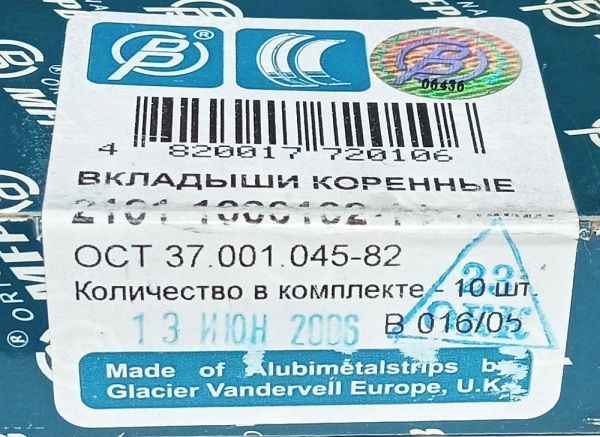 06436
4 820017 720106
ВКЛАДЫШИ КОРЕННЫЕ
ОСТ 37.001.045-82
Количество в комплекте - 10 шт.
13 ИЮН 2006
В 016/05
Made of Alubimetalstrips by
Glacier Vandervell Europe, U.K.